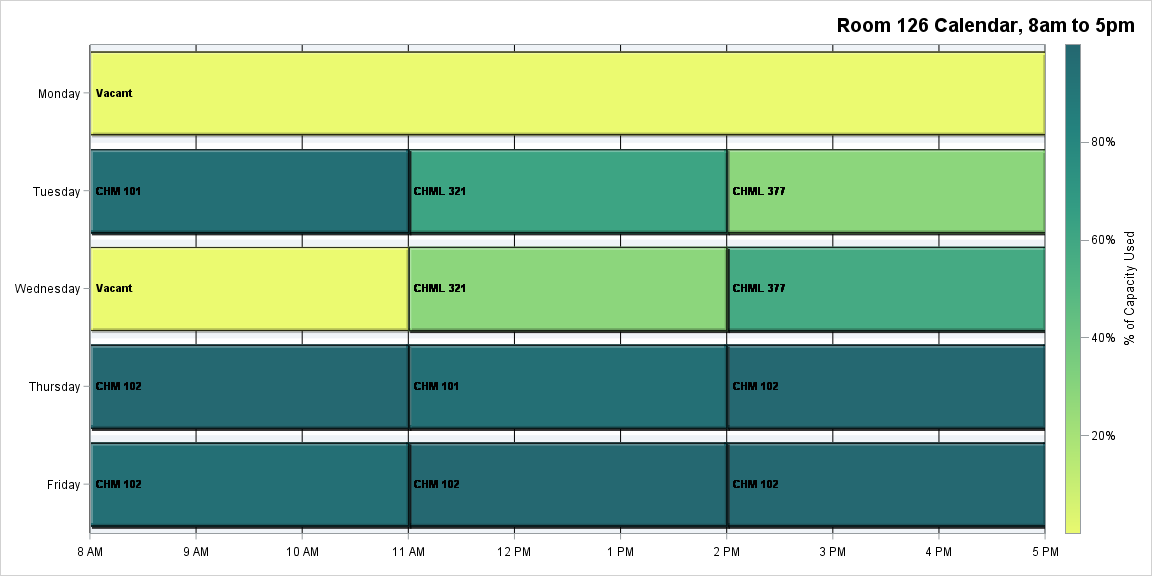 Room 126 Calendar, 8am to 5pm
Monday
Vacant
Tuesday
CHM 101
CHML 321
CHML 377
Wednesday
Vacant
CHML 321
CHML 377
Thursday
CHM 102
CHM 101
CHM 102
Friday
CHM 102
CHM 102
CHM 102
8 AM 9 AM 10 AM 11 AM 12 PM 1 PM 2 PM 3 PM 4 PM 5 PM
80%
60%
40%
20%
% of Capacity Used